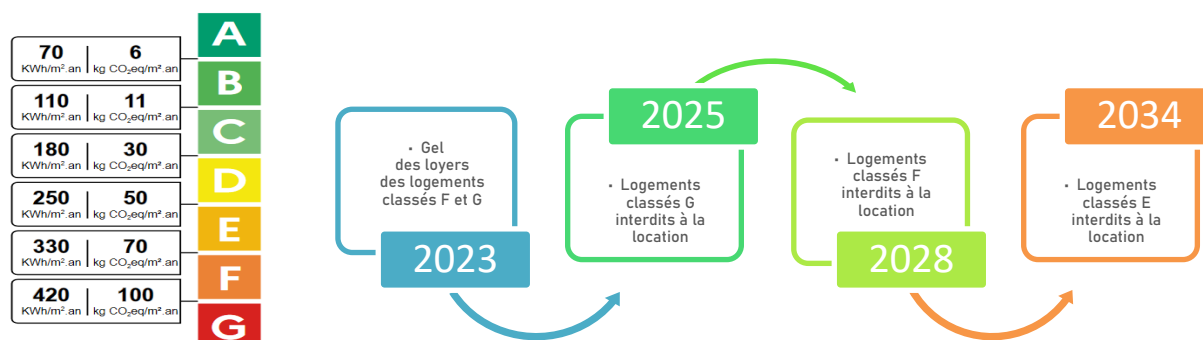 A
70 6
KWh/m².an kg CO₂eq/m².an
B
110 11
KWh/m².an kg CO₂eq/m².an
C
180 30
KWh/m².an kg CO₂eq/m².an
D
250 50
KWh/m².an kg CO₂eq/m².an
E
330 70
KWh/m².an kg CO₂eq/m².an
F
420 100
KWh/m².an kg CO₂eq/m².an
G
• Gel
des loyers
des logements
classés F et G
2023
2025
• Logements
classés G
interdits à la
location
• Logements
classés F
interdits à la
location
2028
2034
• Logements
classés E
interdits à la
location